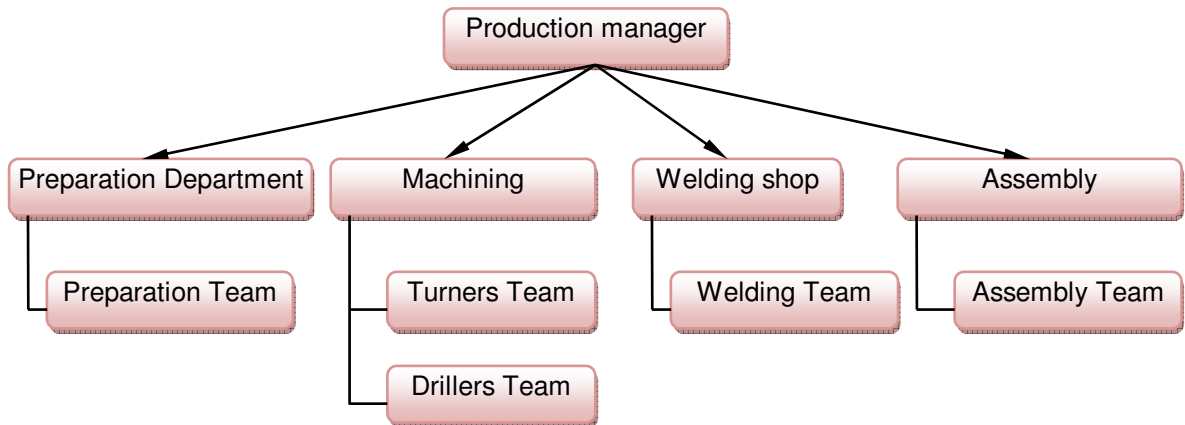 Production manager
Preparation Department
Machining
Welding shop
Assembly
Preparation Team
Turners Team
Welding Team
Assembly Team
Drillers Team